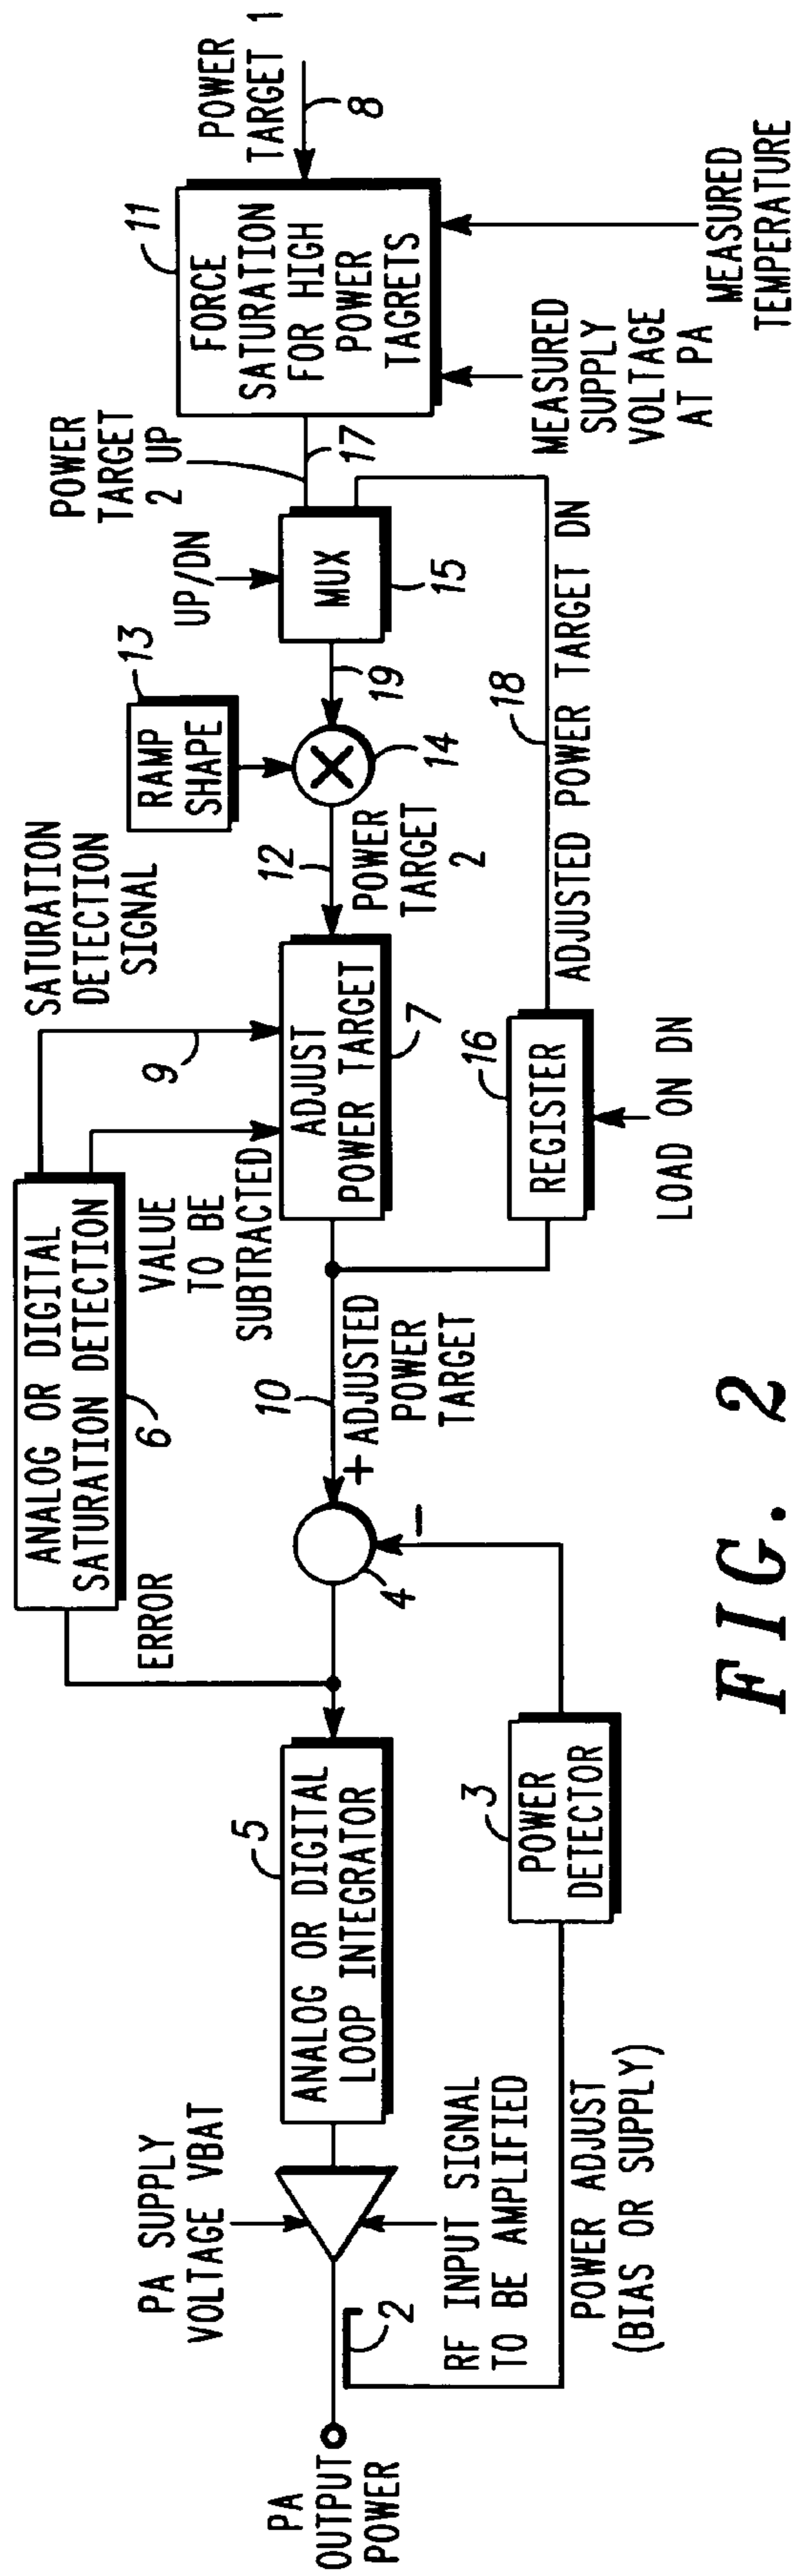 PA
OUTPUT
POWER
2
PA SUPPLY
VOLTAGE VBAT
RF INPUT SIGNAL
TO BE AMPLIFIED
POWER ADJUST
(BIAS OR SUPPLY)
5
ANALOG OR DIGITAL
LOOP INTEGRATOR
3
POWER
DETECTOR
ERROR
4
+
-
ANALOG OR DIGITAL
SATURATION DETECTION
6
10
ADJUSTED
POWER
TARGET
VALUE
TO BE
SUBTRACTED
9
SATURATION
DETECTION
SIGNAL
ADJUST
POWER TARGET
7
16
REGISTER
LOAD ON DN
12
POWER
TARGET
2
13
RAMP
SHAPE
14
19
18
ADJUSTED POWER TARGET DN
UP/DN
MUX
15
POWER
TARGET
2 UP
17
11
FORCE
SATURATION
FOR HIGH
POWER
TAGRETS
MEASURED
SUPPLY
VOLTAGE
AT PA
MEASURED
TEMPERATURE
POWER
TARGET 1
8
FIG. 2